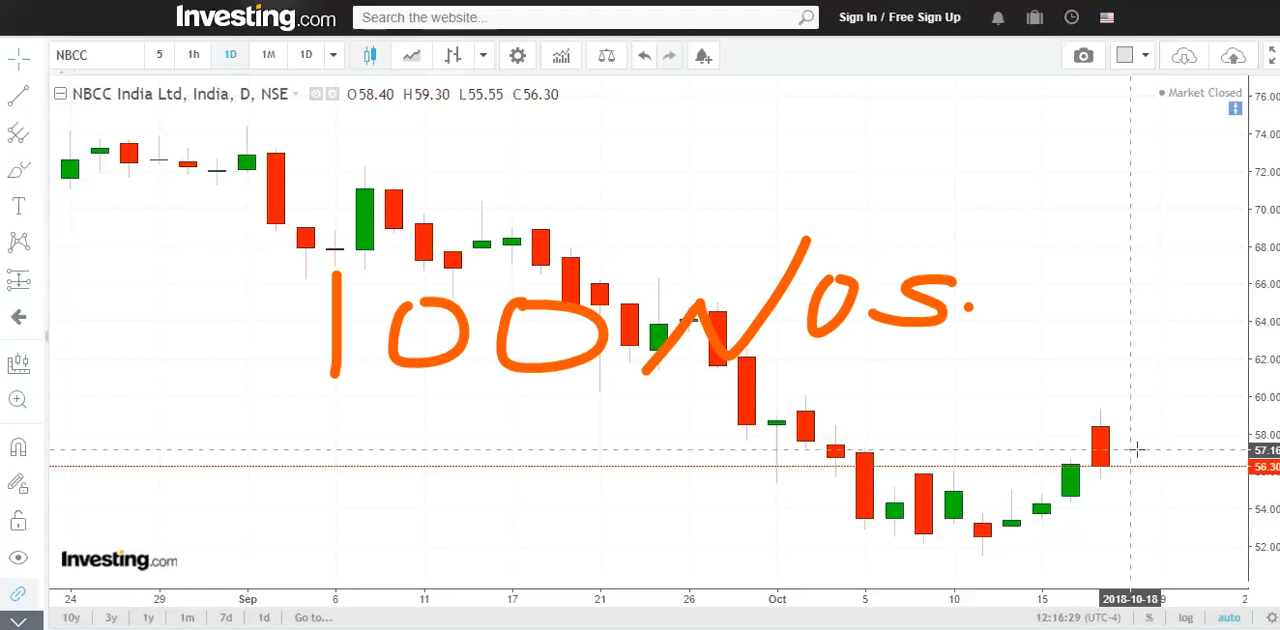 Investing.com
Search the website...
Sign In / Free Sign Up
NBCC
5
1h
1D
1M
1D
NBCC India Ltd, India, D, NSE
O58.40 H59.30 L55.55 C56.30
Market Closed
76.00
74.00
72.00
70.00
68.00
66.00
64.00
62.00
60.00
58.00
57.16
56.30
54.00
52.00
100 Nos.
Investing.com
24 29 Sep 6 11 17 21 26 Oct 5 10 15 2018-10-18 9 2
10y 3y 1y 1m 7d 1d Go to...
12:16:29 (UTC-4) % log auto